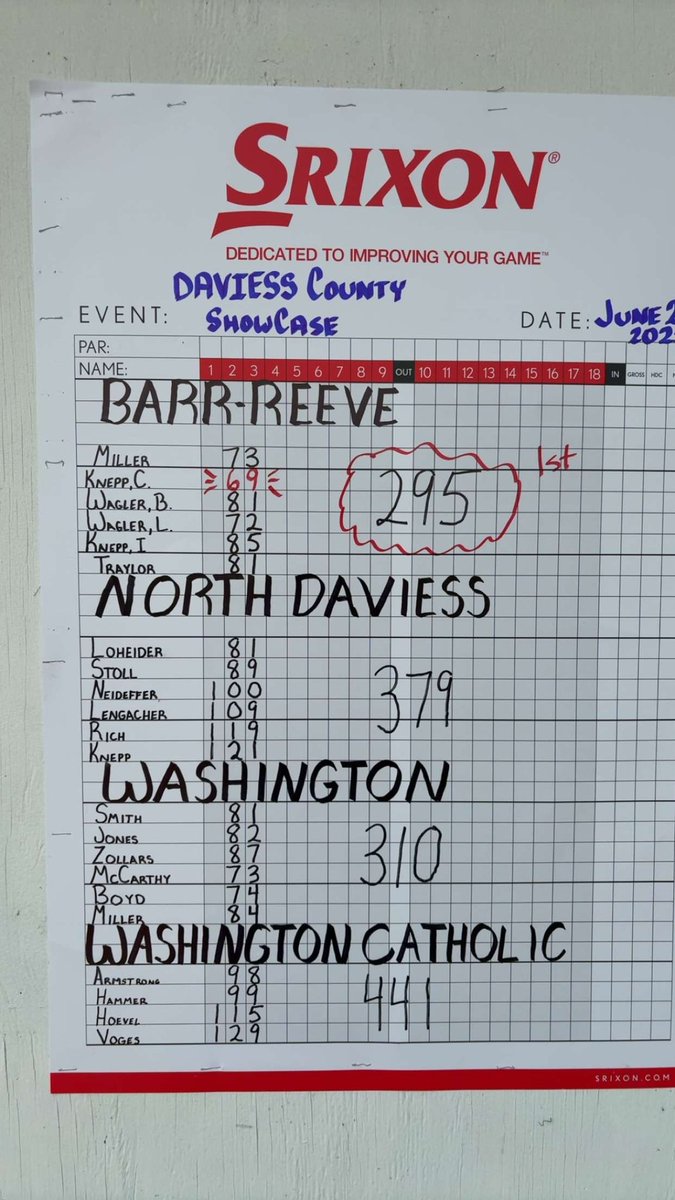 SRIXON®
DEDICATED TO IMPROVING YOUR GAME™
EVENT: DAVIESS COUNTY SHOWCASE
DATE: JUNE
PAR:
NAME: 1 2 3 4 5 6 7 8 9 OUT 10 11 12 13 14 15 16 17 18 IN GROSS HDC
BARR-REEVE
MILLER 73
KNEPP, C. 69
WAGLER, B. 81
WAGLER, L. 72
KNEPP, I 85
TRAYLOR 81
295 1st
NORTH DAVIESS
LOHEIDER 81
STOLL 89
NEIDEFFER 100
LENGACHER 109
RICH 119
KNEPP 121
379
WASHINGTON
SMITH 81
JONES 82
ZOLLARS 87
MCCARTHY 73
BOYD 74
MILLER 84
310
WASHINGTON CATHOLIC
ARMSTRONG 98
HAMMER 99
HOEVEL 115
VOGES 129
441
SRIXON.COM